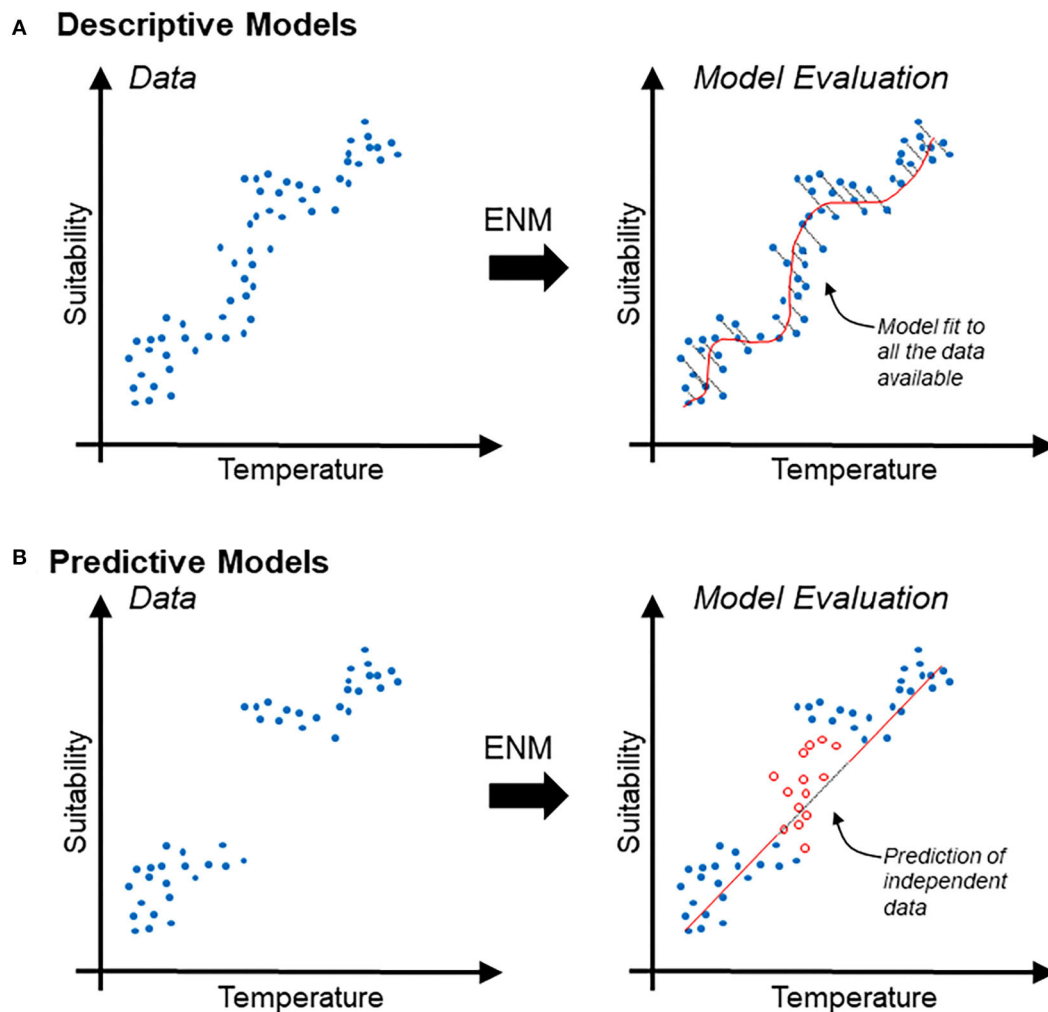 A Descriptive Models
Data
Model Evaluation
Suitability
ENM
Suitability
Model fit to
all the data
available
Temperature
Temperature
B Predictive Models
Data
Model Evaluation
Suitability
ENM
Suitability
Prediction of
independent
data
Temperature
Temperature